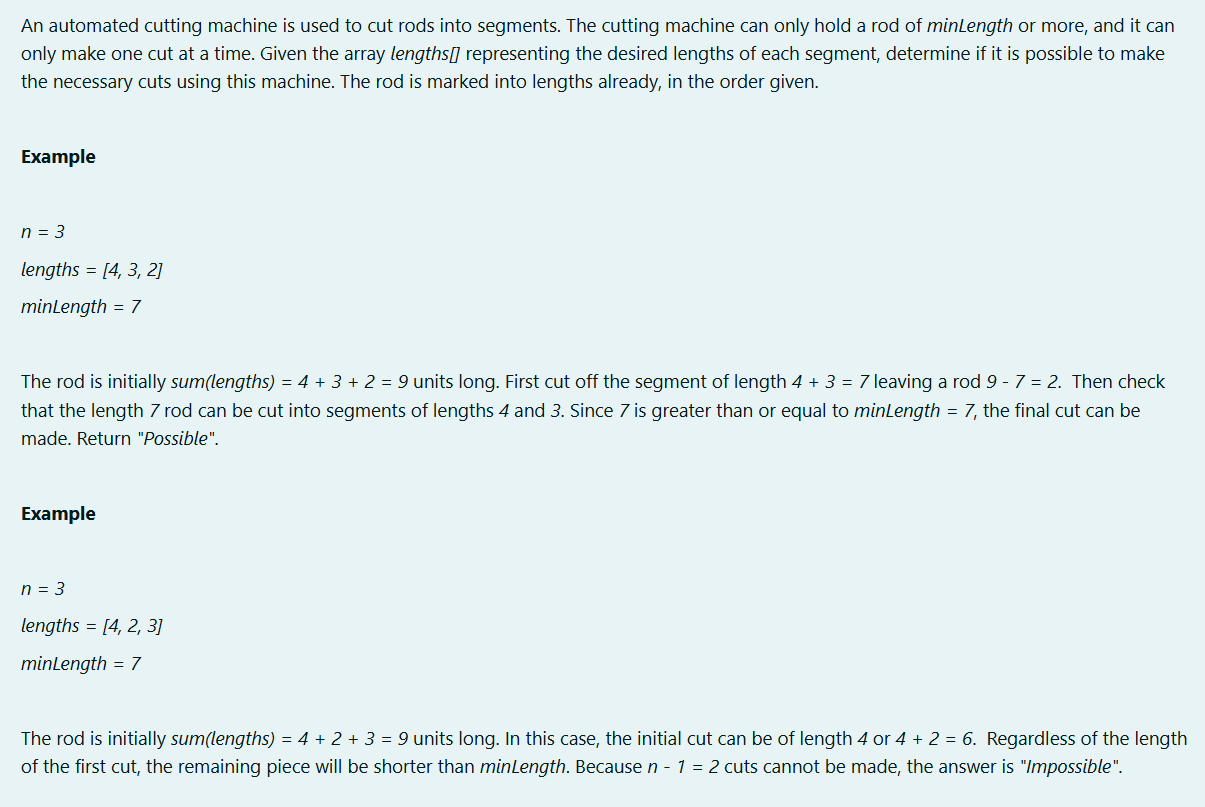 An automated cutting machine is used to cut rods into segments. The cutting machine can only hold a rod of minLength or more, and it can
only make one cut at a time. Given the array lengths[] representing the desired lengths of each segment, determine if it is possible to make
the necessary cuts using this machine. The rod is marked into lengths already, in the order given.
Example
n = 3
lengths = [4, 3, 2]
minLength = 7
The rod is initially sum(lengths) = 4 + 3 + 2 = 9 units long. First cut off the segment of length 4 + 3 = 7 leaving a rod 9 - 7 = 2.  Then check
that the length 7 rod can be cut into segments of lengths 4 and 3. Since 7 is greater than or equal to minLength = 7, the final cut can be
made. Return "Possible".
Example
n = 3
lengths = [4, 2, 3]
minLength = 7
The rod is initially sum(lengths) = 4 + 2 + 3 = 9 units long. In this case, the initial cut can be of length 4 or 4 + 2 = 6.  Regardless of the length
of the first cut, the remaining piece will be shorter than minLength. Because n - 1 = 2 cuts cannot be made, the answer is "Impossible".